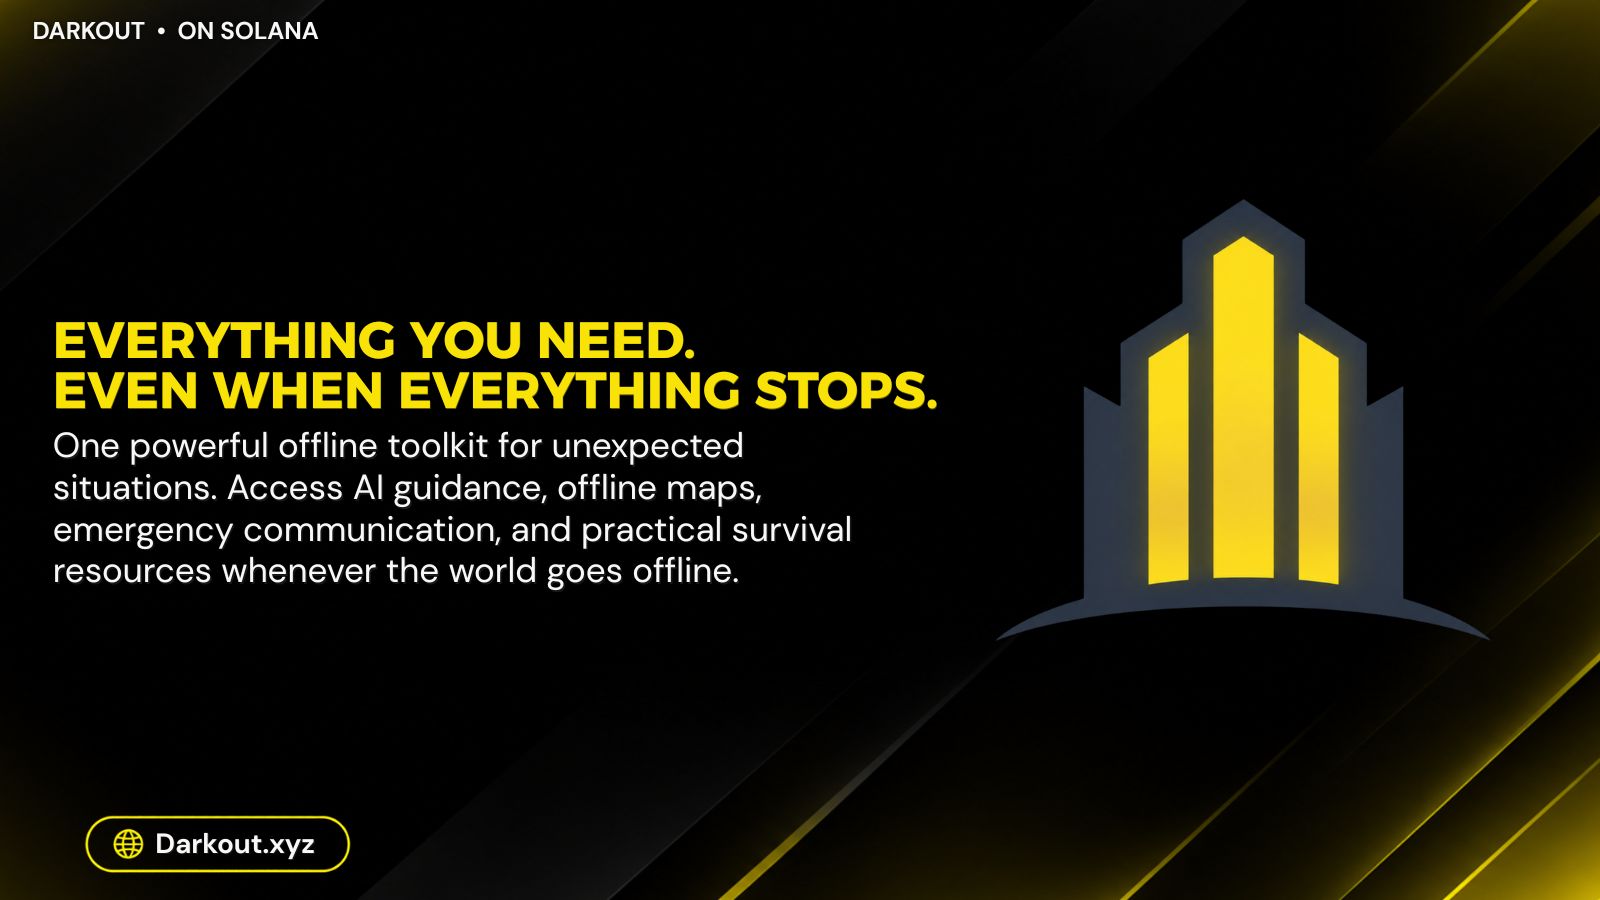 DARKOUT • ON SOLANA
EVERYTHING YOU NEED.
EVEN WHEN EVERYTHING STOPS.
One powerful offline toolkit for unexpected
situations. Access AI guidance, offline maps,
emergency communication, and practical survival
resources whenever the world goes offline.
Darkout.xyz